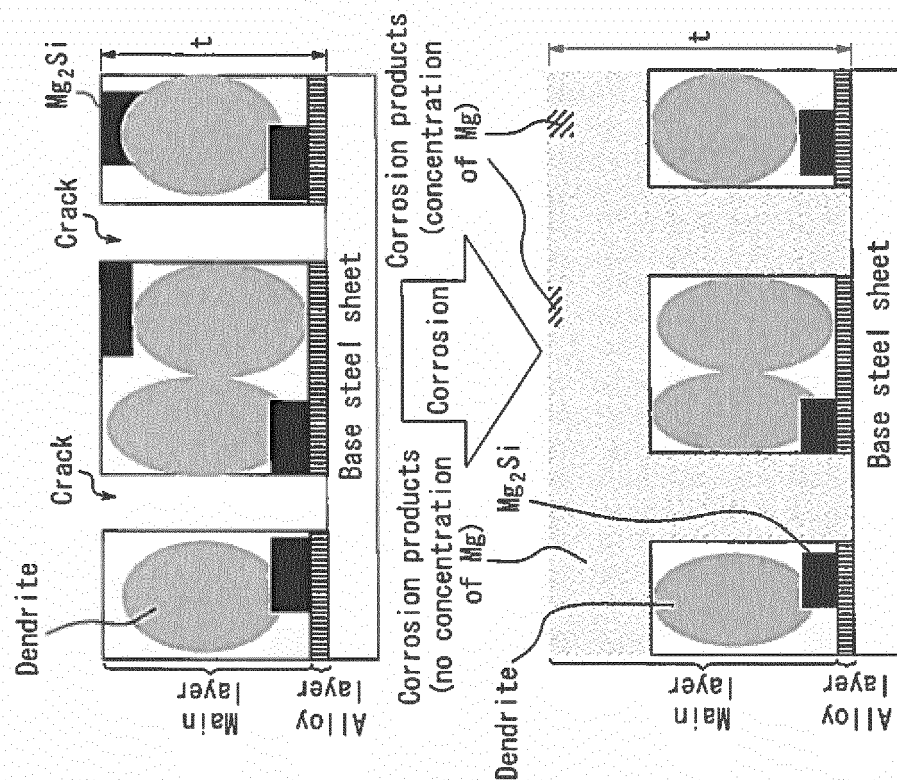 Dendrite
Crack
Crack
Mg₂Si
t
Main
layer
Alloy
layer
Base steel sheet
Corrosion
Corrosion products
(no concentration
of Mg)
Corrosion products
(concentration
of Mg)
Mg₂Si
Dendrite
t
Main
layer
Alloy
layer
Base steel sheet